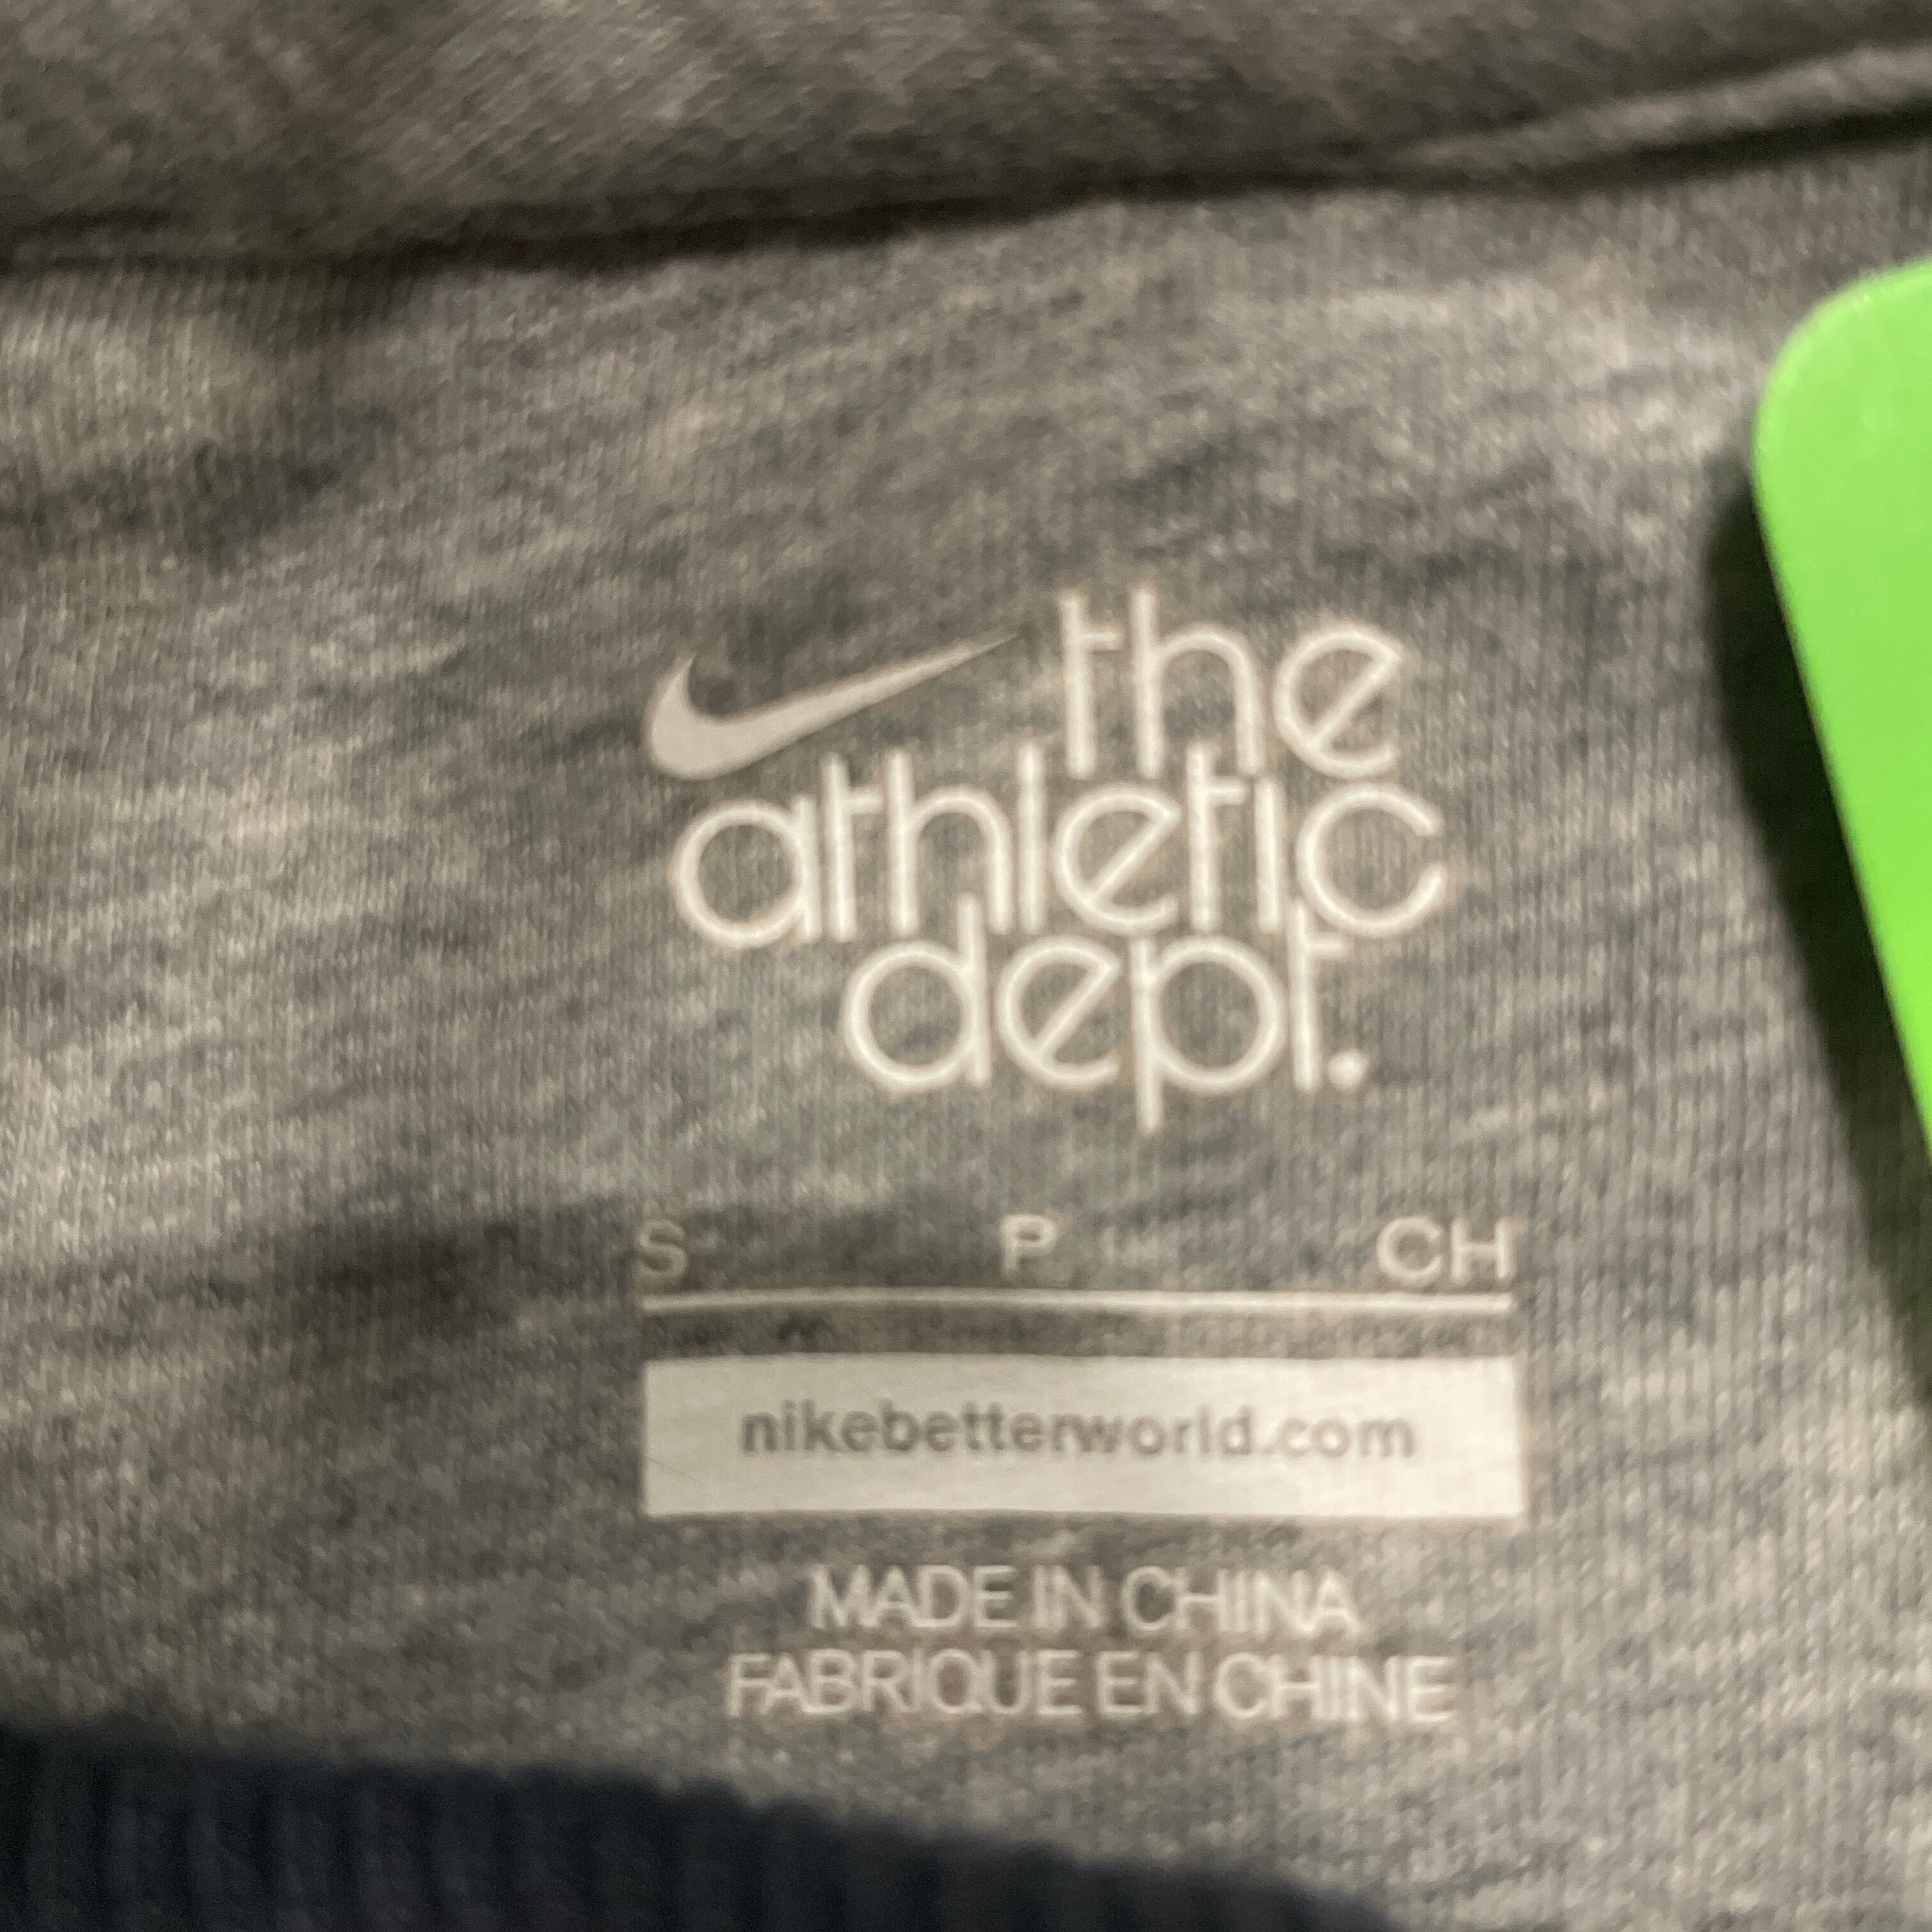 the
athletic
dept.
S P CH
nikebetterworld.com
MADE IN CHINA
FABRIQUE EN CHINE